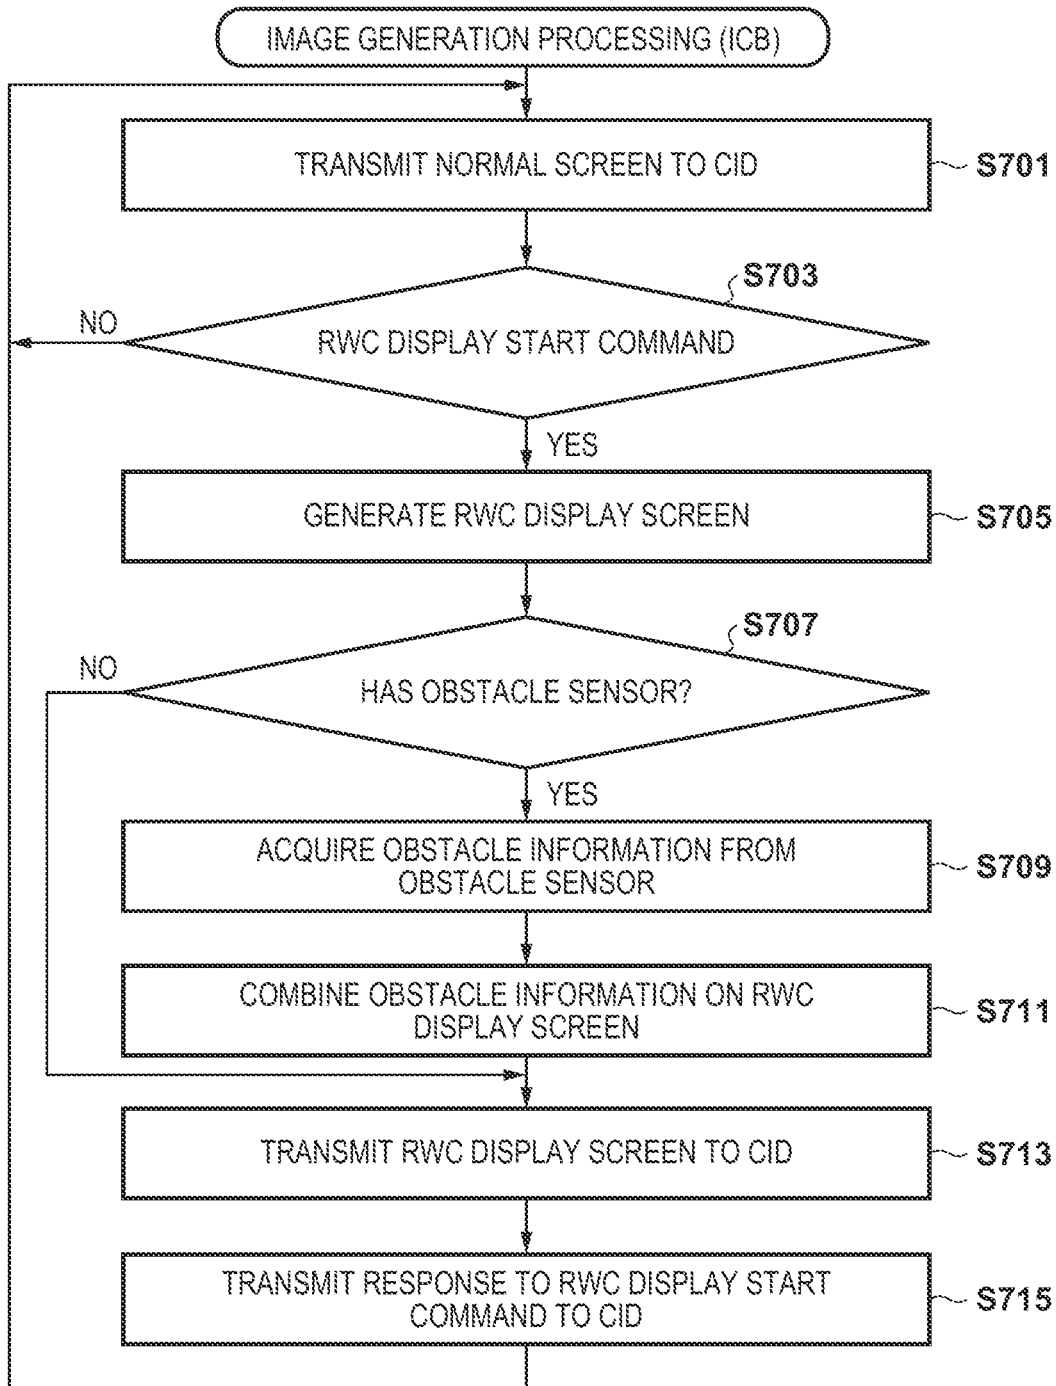 IMAGE GENERATION PROCESSING (ICB)
TRANSMIT NORMAL SCREEN TO CID
S701
S703
NO
RWC DISPLAY START COMMAND
YES
GENERATE RWC DISPLAY SCREEN
S705
S707
NO
HAS OBSTACLE SENSOR?
YES
ACQUIRE OBSTACLE INFORMATION FROM
OBSTACLE SENSOR
S709
COMBINE OBSTACLE INFORMATION ON RWC
DISPLAY SCREEN
S711
TRANSMIT RWC DISPLAY SCREEN TO CID
S713
TRANSMIT RESPONSE TO RWC DISPLAY START
COMMAND TO CID
S715